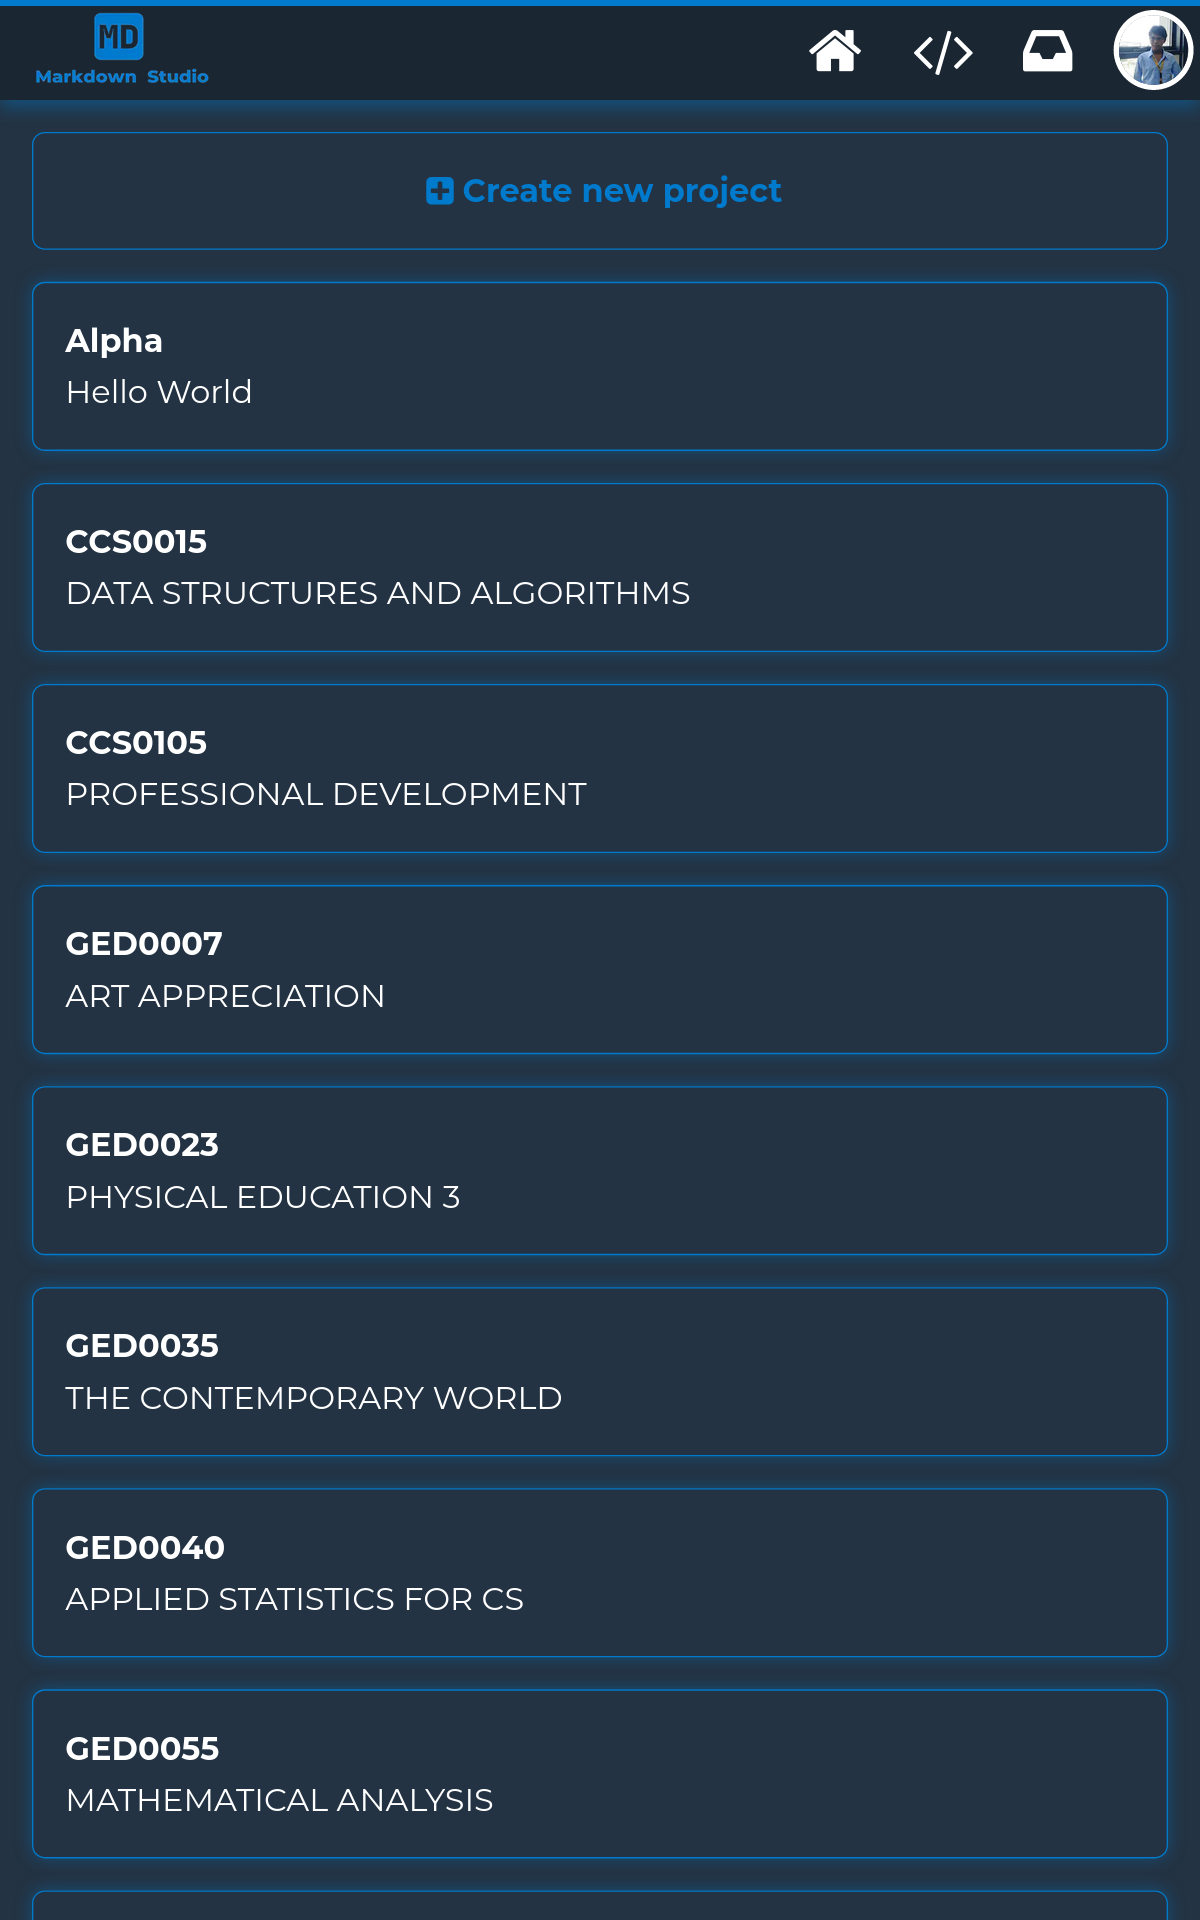 MD
Markdown Studio
Create new project
Alpha
Hello World
CCS0015
DATA STRUCTURES AND ALGORITHMS
CCS0105
PROFESSIONAL DEVELOPMENT
GED0007
ART APPRECIATION
GED0023
PHYSICAL EDUCATION 3
GED0035
THE CONTEMPORARY WORLD
GED0040
APPLIED STATISTICS FOR CS
GED0055
MATHEMATICAL ANALYSIS